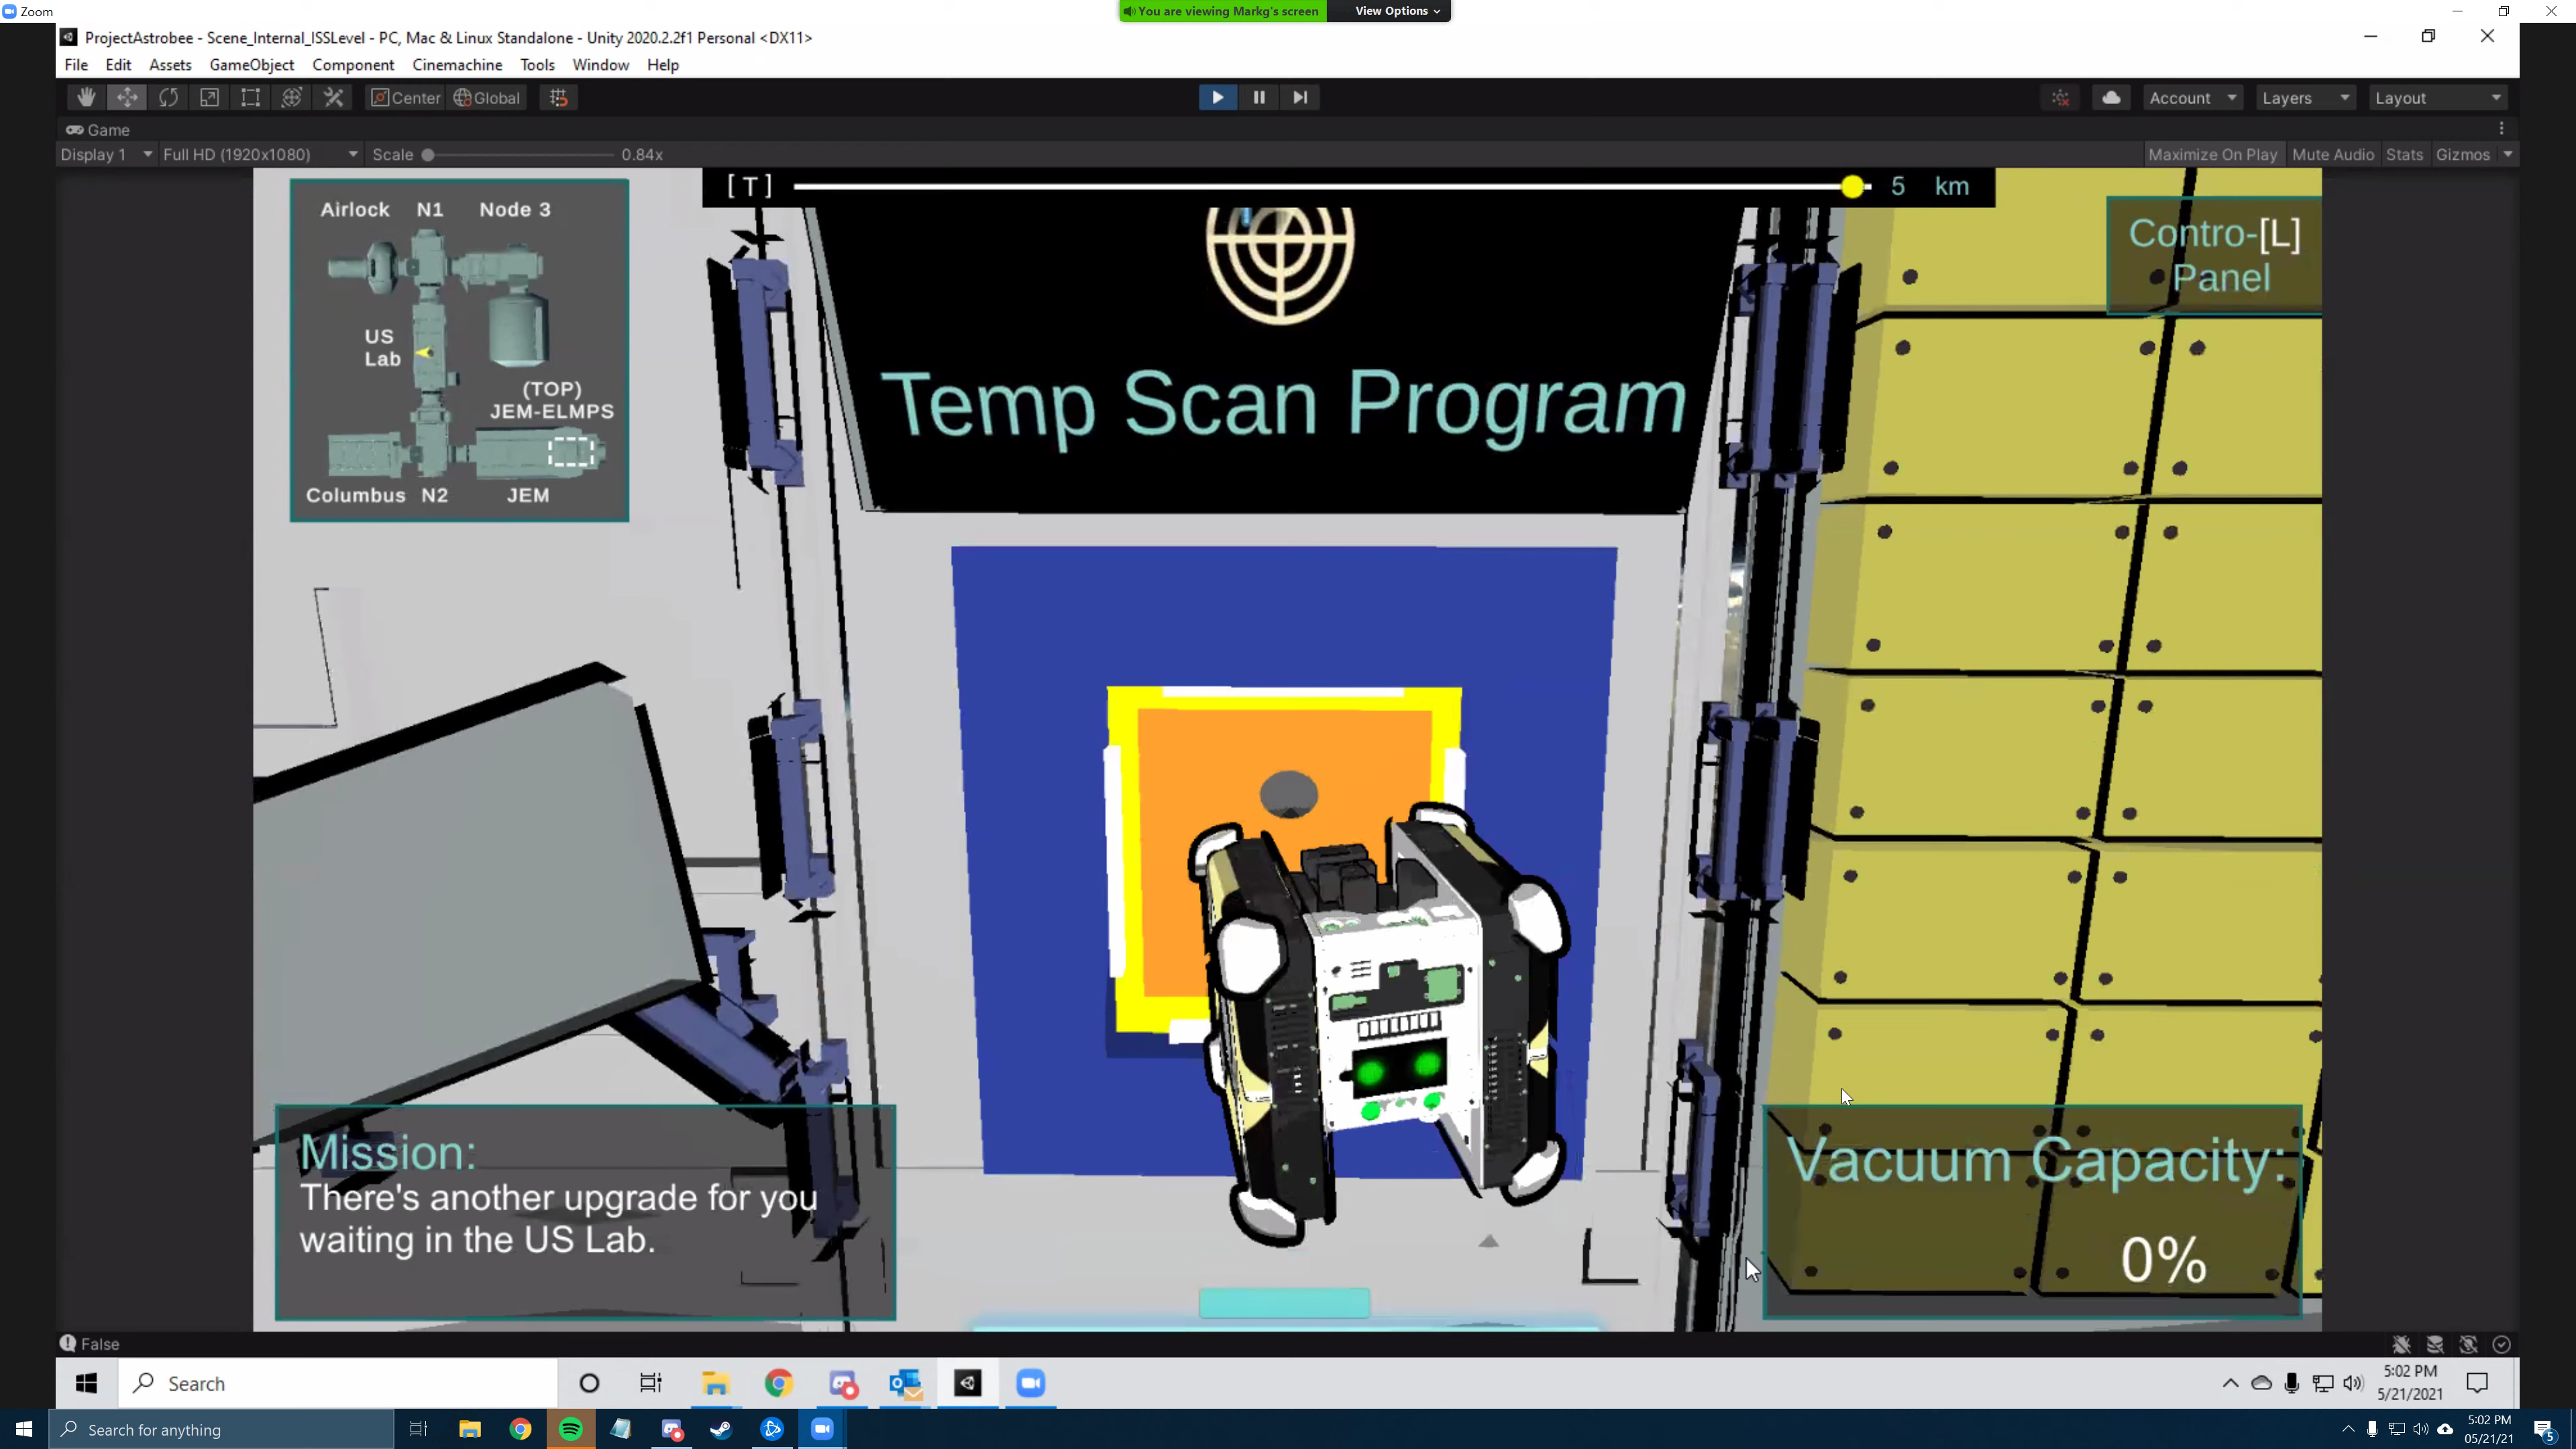 Zoom
You are viewing Markg's screen
View Options
ProjectAstrobee - Scene_Internal_ISSLevel - PC, Mac & Linux Standalone - Unity 2020.2.2f1 Personal <DX11>
File Edit Assets GameObject Component Cinemachine Tools Window Help
Center Global
Account Layers Layout
Game
Display 1 Full HD (1920x1080) Scale 0.84x
Maximize On Play Mute Audio Stats Gizmos
[ T ] 5 km
Airlock N1 Node 3
US
Lab
(TOP)
JEM-ELMPS
Columbus N2 JEM
Contro-[L]
Panel
Temp Scan Program
Mission:
There's another upgrade for you
waiting in the US Lab.
Vacuum Capacity:
0%
False
Search
5:02 PM
5/21/2021
Search for anything
5:02 PM
05/21/21
5